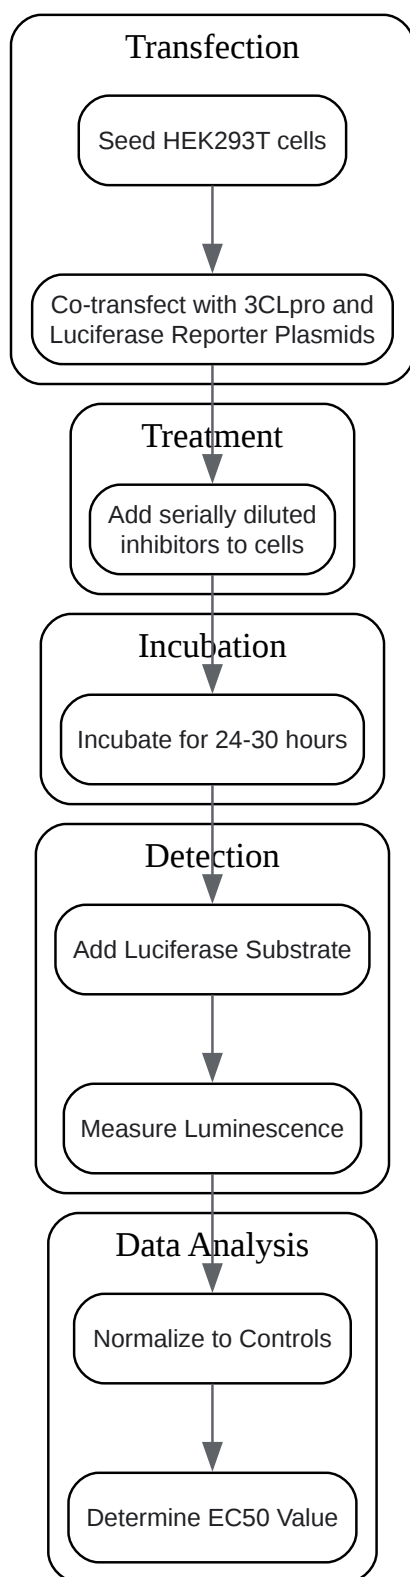 Transfection
Seed HEK293T cells
Co-transfect with 3CLpro and
Luciferase Reporter Plasmids
Treatment
Add serially diluted
inhibitors to cells
Incubation
Incubate for 24-30 hours
Detection
Add Luciferase Substrate
Measure Luminescence
Data Analysis
Normalize to Controls
Determine EC50 Value